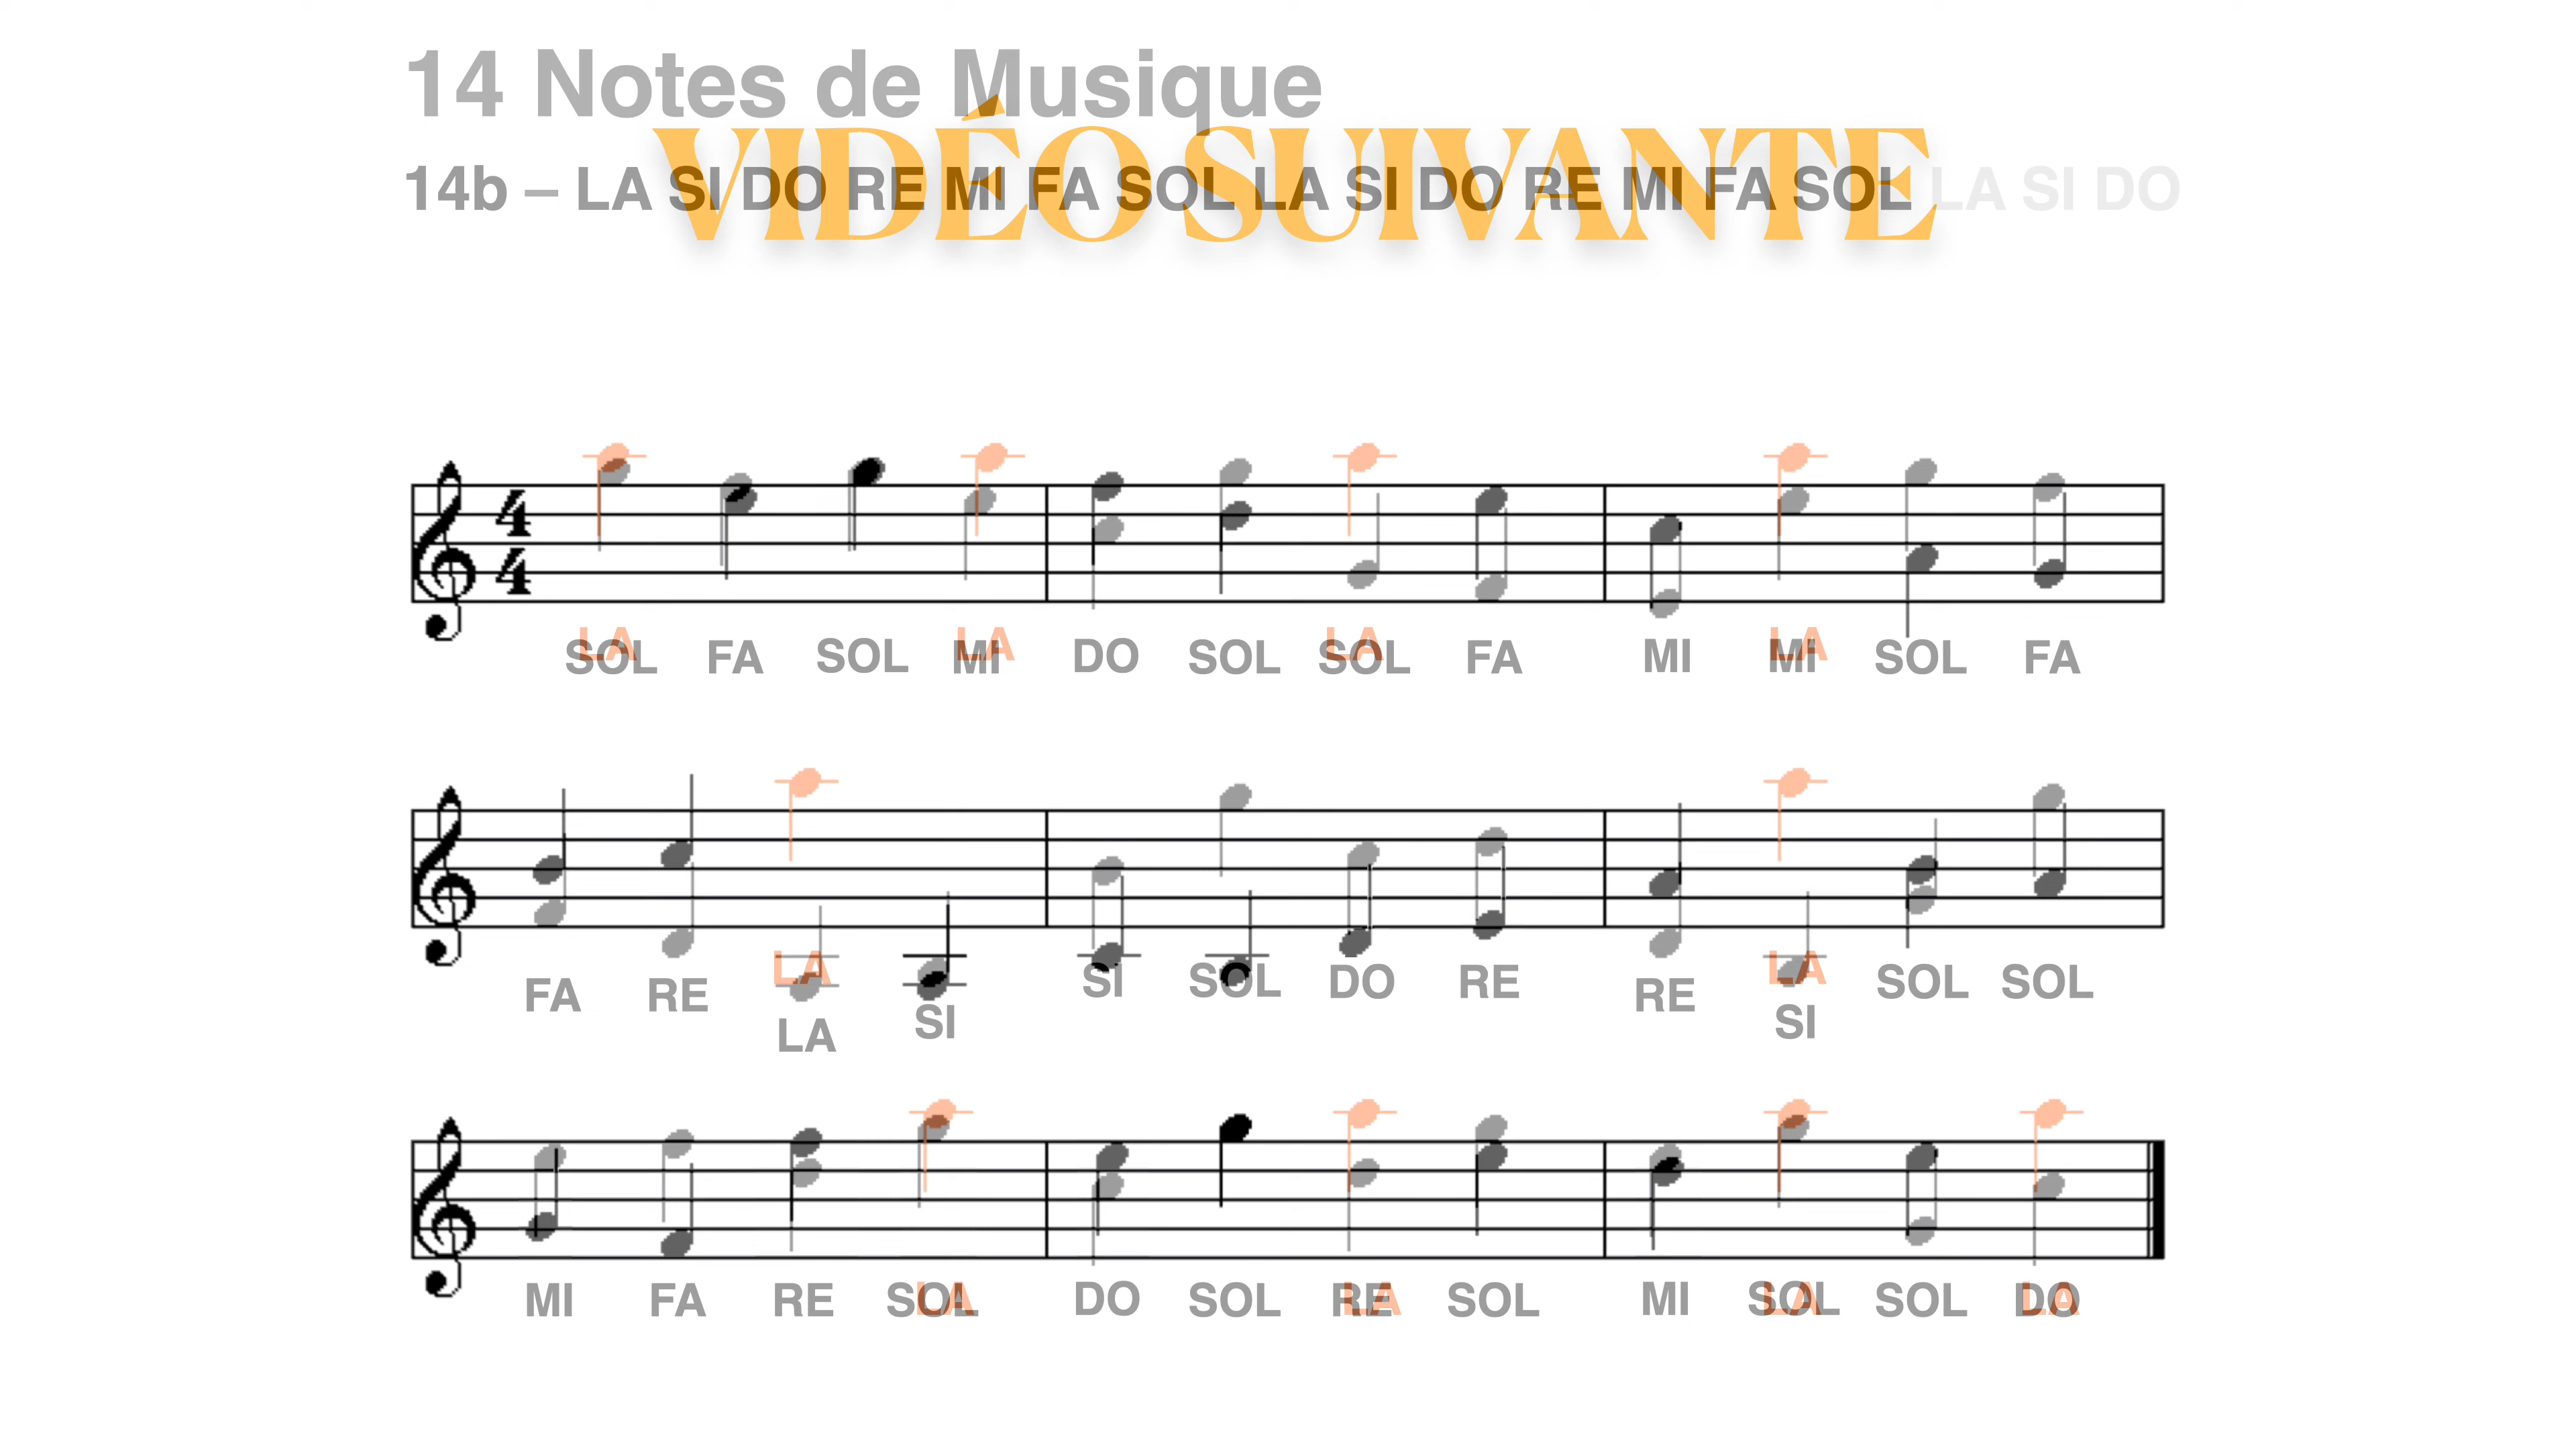 14 Notes de Musique
VIDÉO SUIVANTE
14b – LA SI DO RE MI FA SOL LA SI DO RE MI FA SOL LA SI DO
4
4
LA LA LA LA
SOL FA SOL MI DO SOL SOL FA MI MI SOL FA
LA LA
FA RE LA SI SI SOL DO RE RE SI SOL SOL
MI FA RE SOL DO SOL RE SOL MI SOL SOL DO
LA LA LA LA